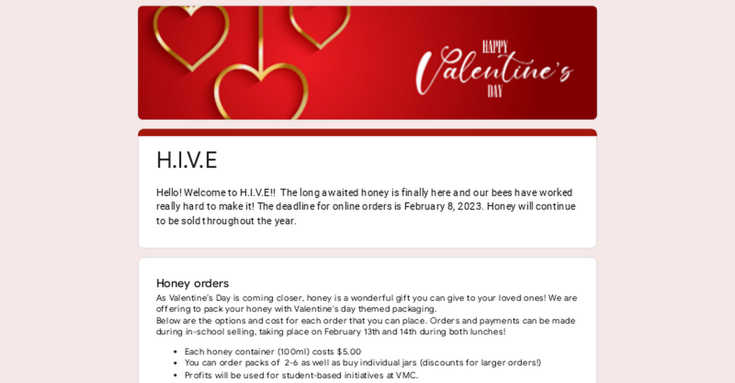 HAPPY
Valentine's
DAY
H.I.V.E
Hello! Welcome to H.I.V.E!! The long awaited honey is finally here and our bees have worked
really hard to make it! The deadline for online orders is February 8, 2023. Honey will continue
to be sold throughout the year.
Honey orders
As Valentine's Day is coming closer, honey is a wonderful gift you can give to your loved ones! We are
offering to pack your honey with Valentine's day themed packaging.
Below are the options and cost for each order that you can place. Orders and payments can be made
during in-school selling, taking place on February 13th and 14th during both lunches!
• Each honey container (100ml) costs $5.00
• You can order packs of 2-6 as well as buy individual jars (discounts for larger orders!)
• Profits will be used for student-based initiatives at VMC.